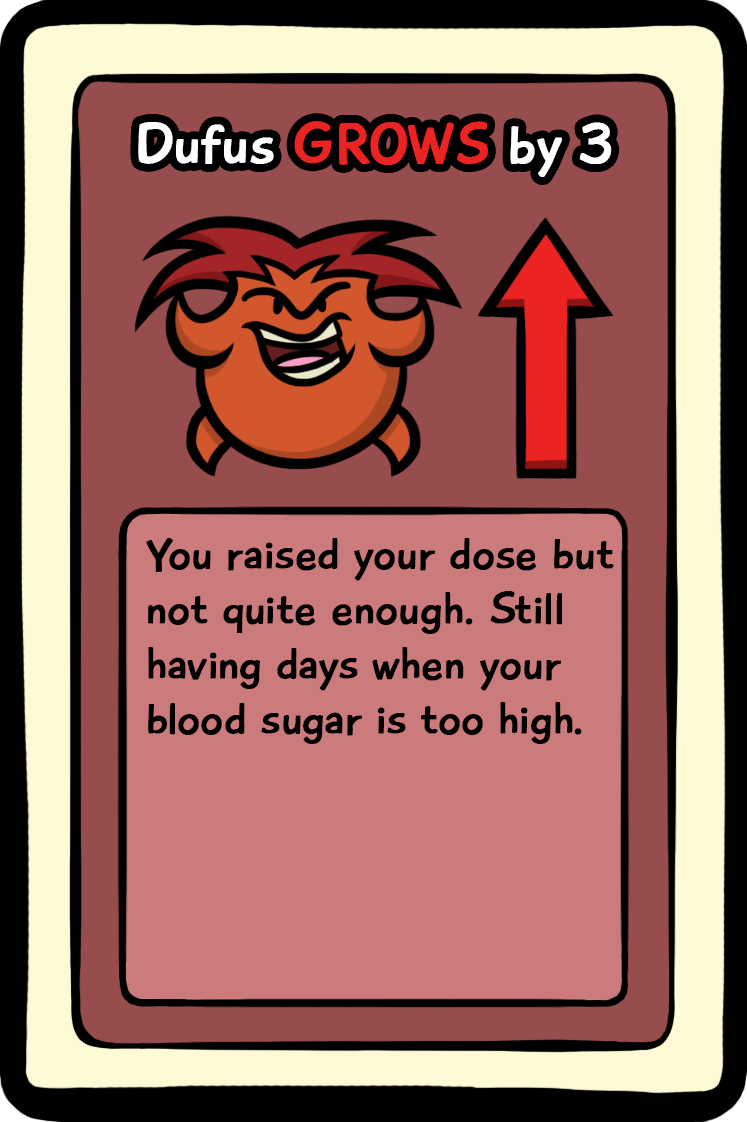 Dufus GROWS by 3
You raised your dose but
not quite enough. Still
having days when your
blood sugar is too high.